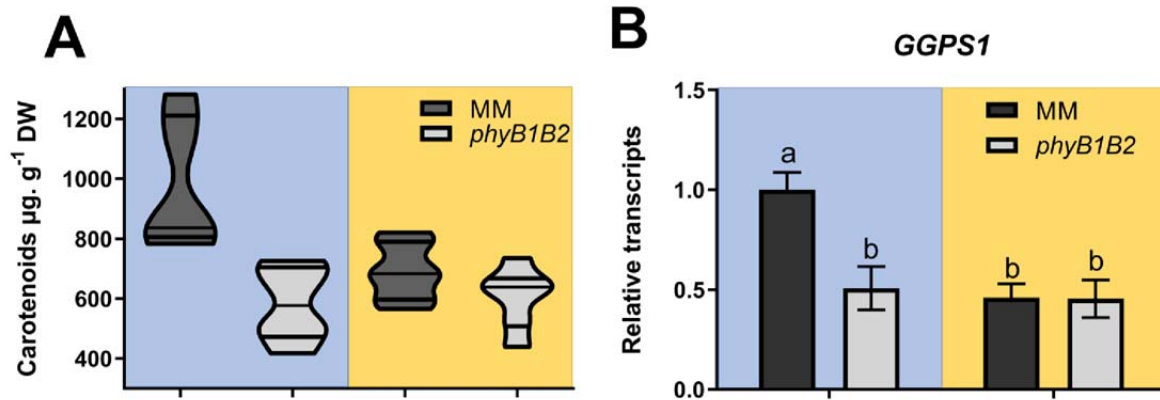 A
Carotenoids µg. g-1 DW
1200
1000
800
600
400
MM
phyB1B2
B
GGPS1
Relative transcripts
1.5
1.0
0.5
0.0
MM
phyB1B2
a
b
b
b